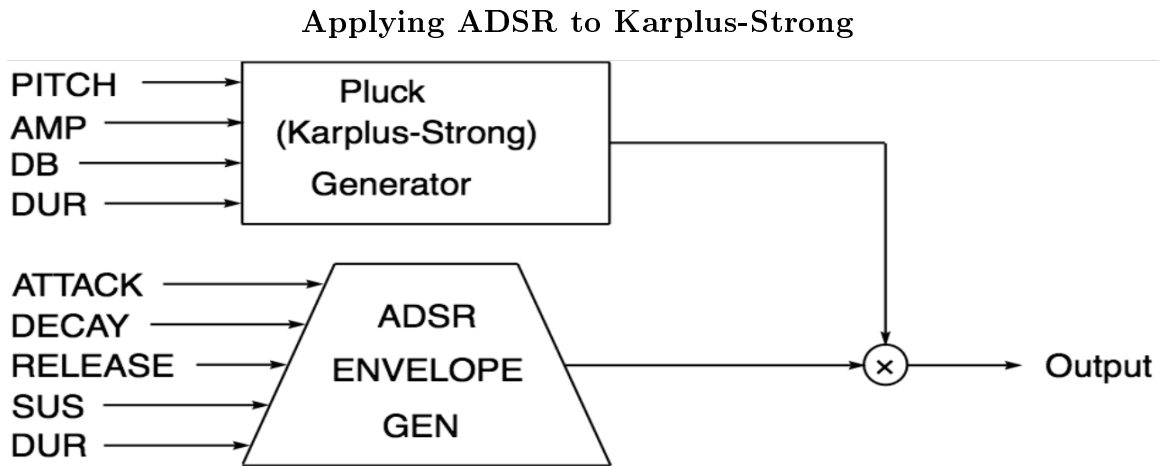 Applying ADSR to Karplus-Strong
PITCH
AMP
DB
DUR
Pluck
(Karplus-Strong)
Generator
ATTACK
DECAY
RELEASE
SUS
DUR
ADSR
ENVELOPE
GEN
×
Output